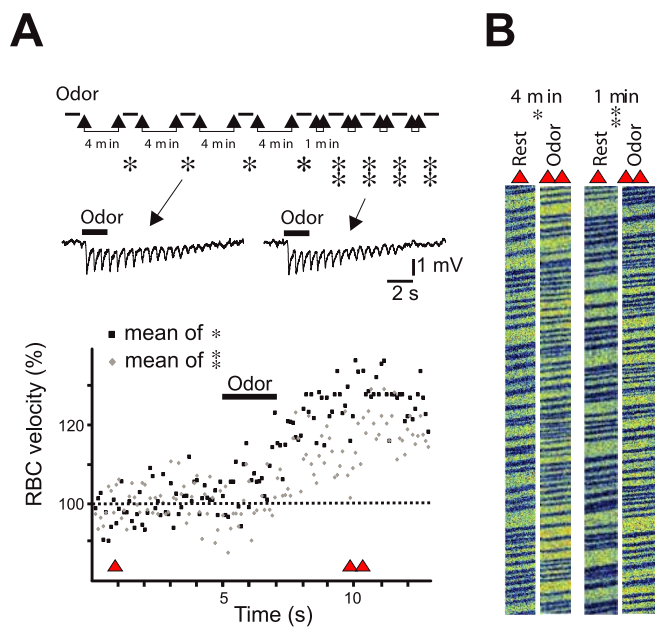 A
Odor
4 min 4 min 4 min 4 min 1 min
* * * * ** ** ** **
Odor
Odor
1 mV
2 s
mean of *
mean of **
Odor
RBC velocity (%)
120
100
5 10
Time (s)
B
4 min 1 min
* **
Rest Odor Rest Odor